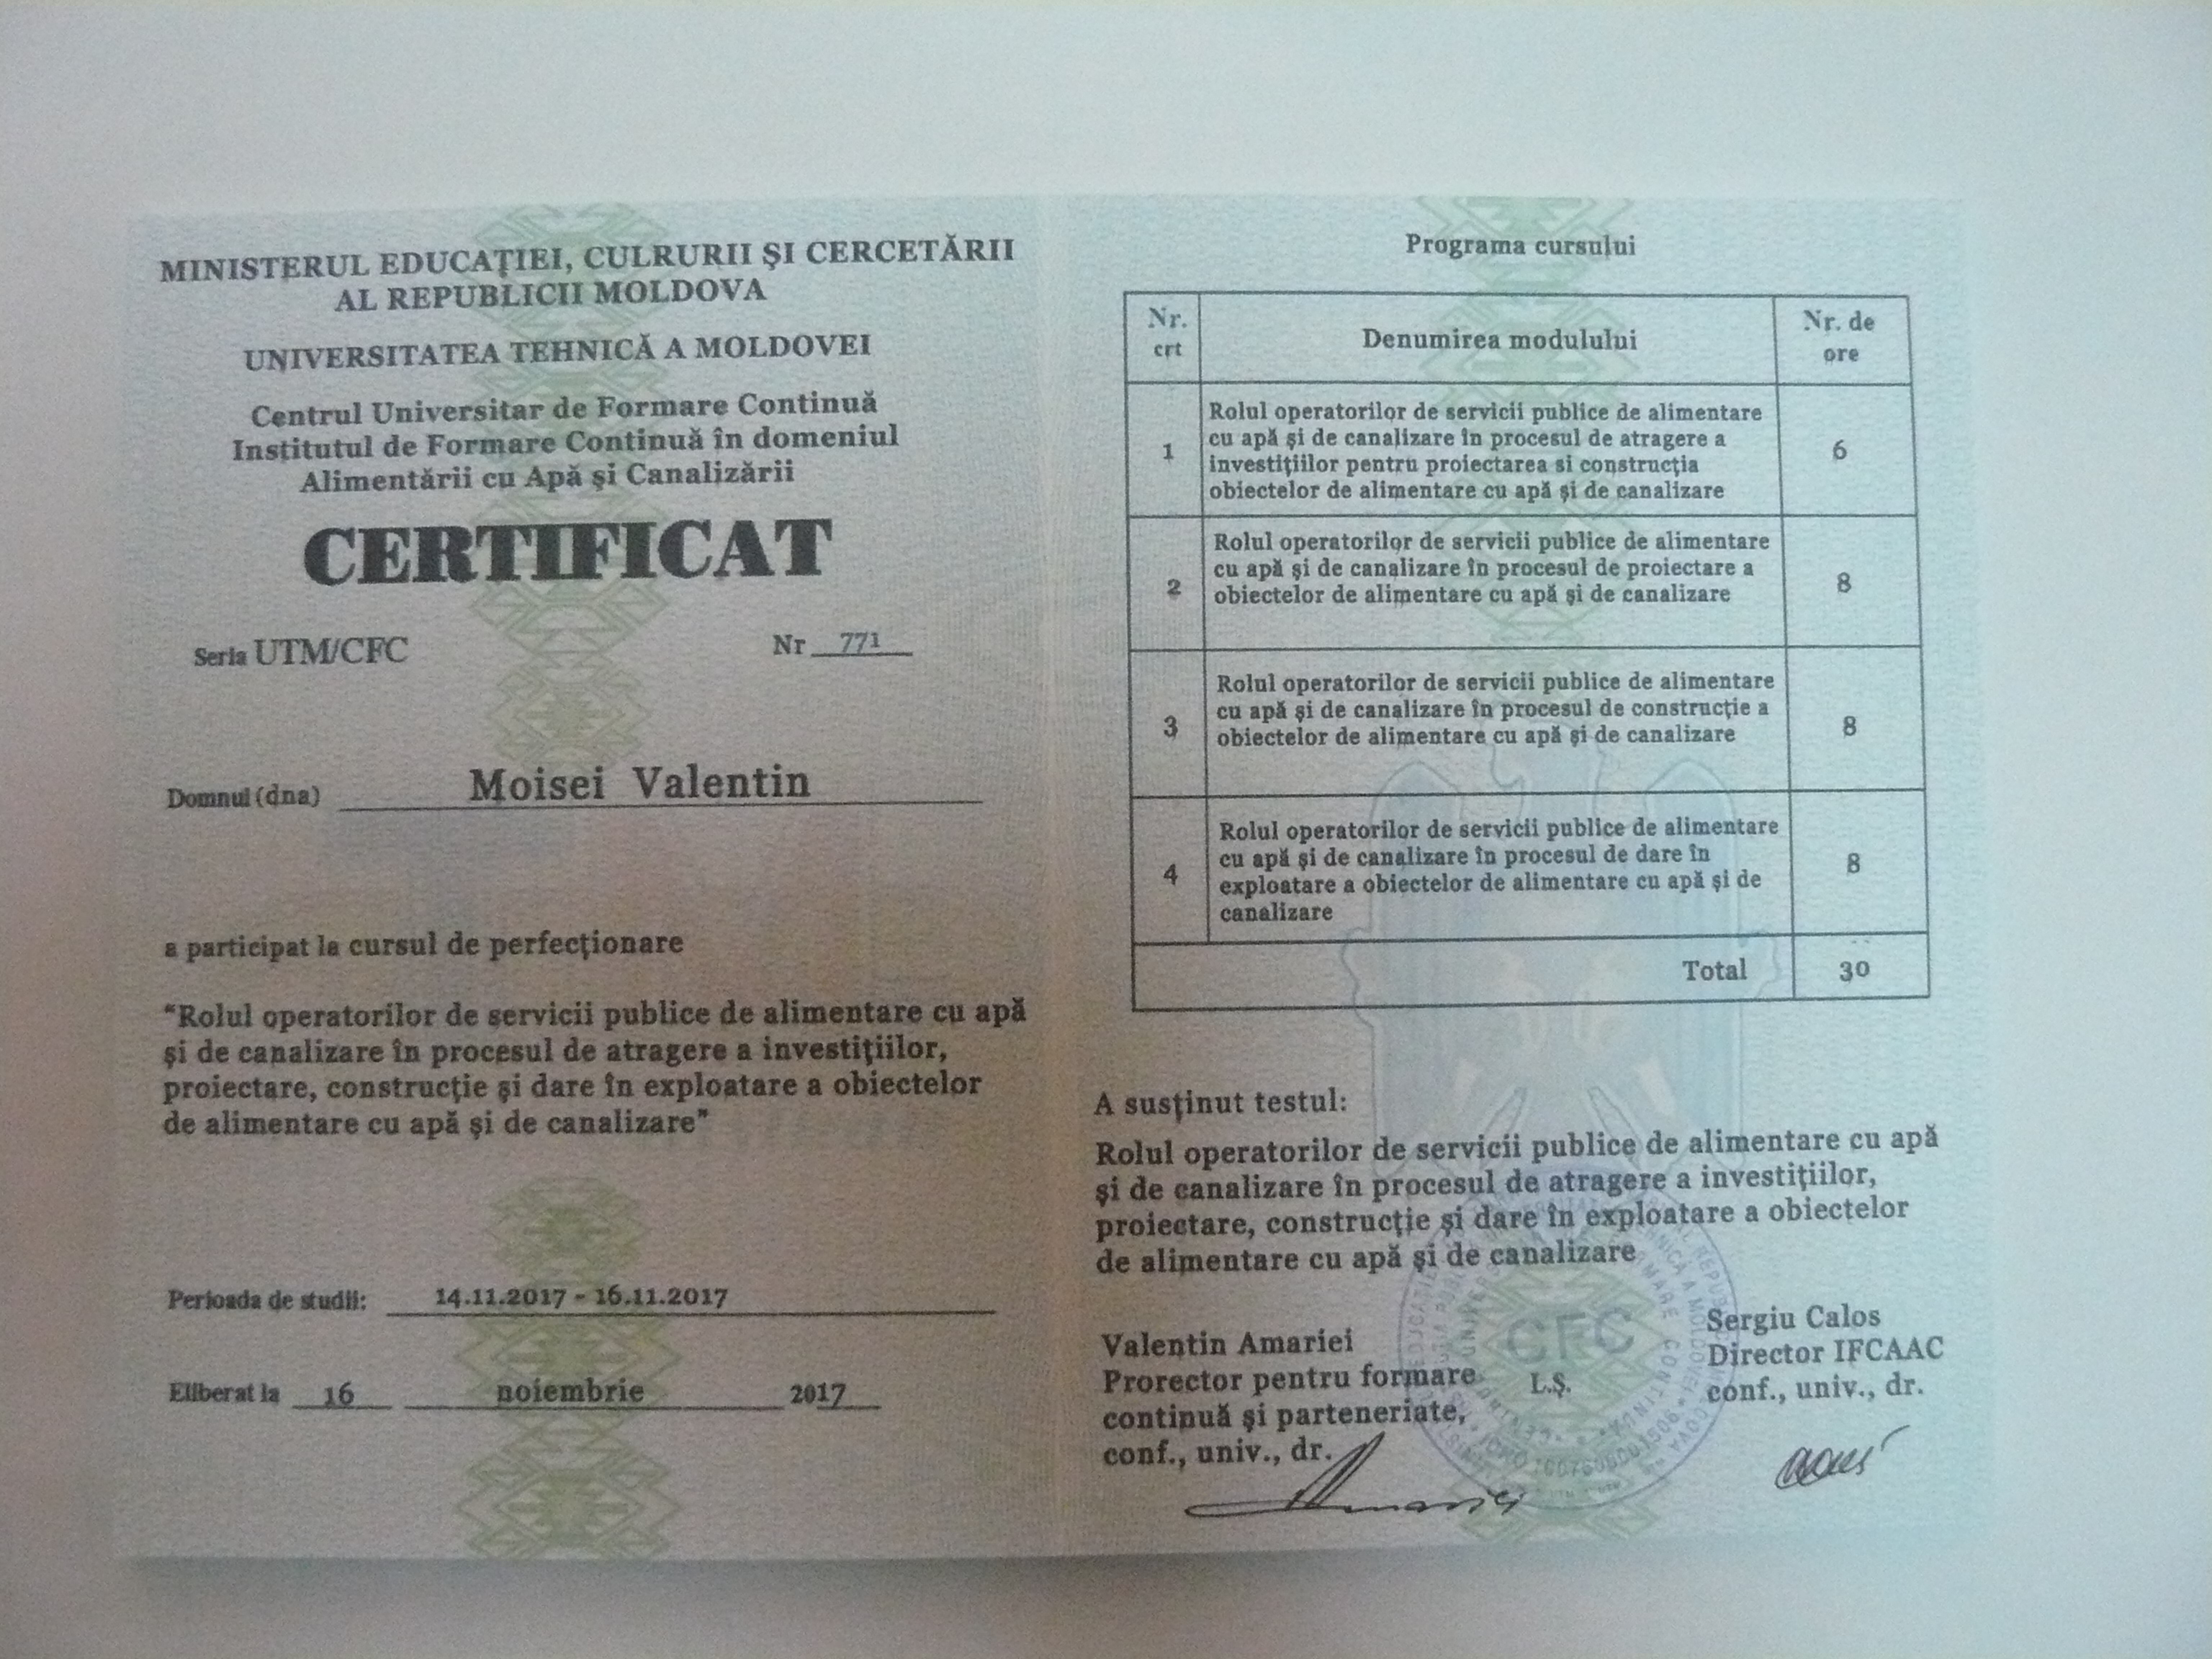 MINISTERUL EDUCAŢIEI, CULRURII ŞI CERCETĂRII
AL REPUBLICII MOLDOVA
UNIVERSITATEA TEHNICĂ A MOLDOVEI
Centrul Universitar de Formare Continuă
Institutul de Formare Continuă în domeniul
Alimentării cu Apă şi Canalizării
CERTIFICAT
Seria UTM/CFC Nr 771
Domnul (dna) Moisei Valentin
a participat la cursul de perfecţionare
“Rolul operatorilor de servicii publice de alimentare cu apă
şi de canalizare în procesul de atragere a investiţiilor,
proiectare, construcţie şi dare în exploatare a obiectelor
de alimentare cu apă şi de canalizare”
Perioada de studii: 14.11.2017 - 16.11.2017
Eliberat la 16 noiembrie 2017
Programa cursului
Nr. crt Denumirea modulului Nr. de ore
1 Rolul operatorilor de servicii publice de alimentare
cu apă şi de canalizare în procesul de atragere a
investiţiilor pentru proiectarea si construcţia
obiectelor de alimentare cu apă şi de canalizare 6
2 Rolul operatorilor de servicii publice de alimentare
cu apă şi de canalizare în procesul de proiectare a
obiectelor de alimentare cu apă şi de canalizare 8
3 Rolul operatorilor de servicii publice de alimentare
cu apă şi de canalizare în procesul de construcţie a
obiectelor de alimentare cu apă şi de canalizare 8
4 Rolul operatorilor de servicii publice de alimentare
cu apă şi de canalizare în procesul de dare în
exploatare a obiectelor de alimentare cu apă şi de
canalizare 8
Total 30
A susţinut testul:
Rolul operatorilor de servicii publice de alimentare cu apă
şi de canalizare în procesul de atragere a investiţiilor,
proiectare, construcţie şi dare în exploatare a obiectelor
de alimentare cu apă şi de canalizare
Valentin Amariei
Prorector pentru formare
continuă şi parteneriate,
conf., univ., dr.
CFC
L.Ş.
Sergiu Calos
Director IFCAAC
conf., univ., dr.